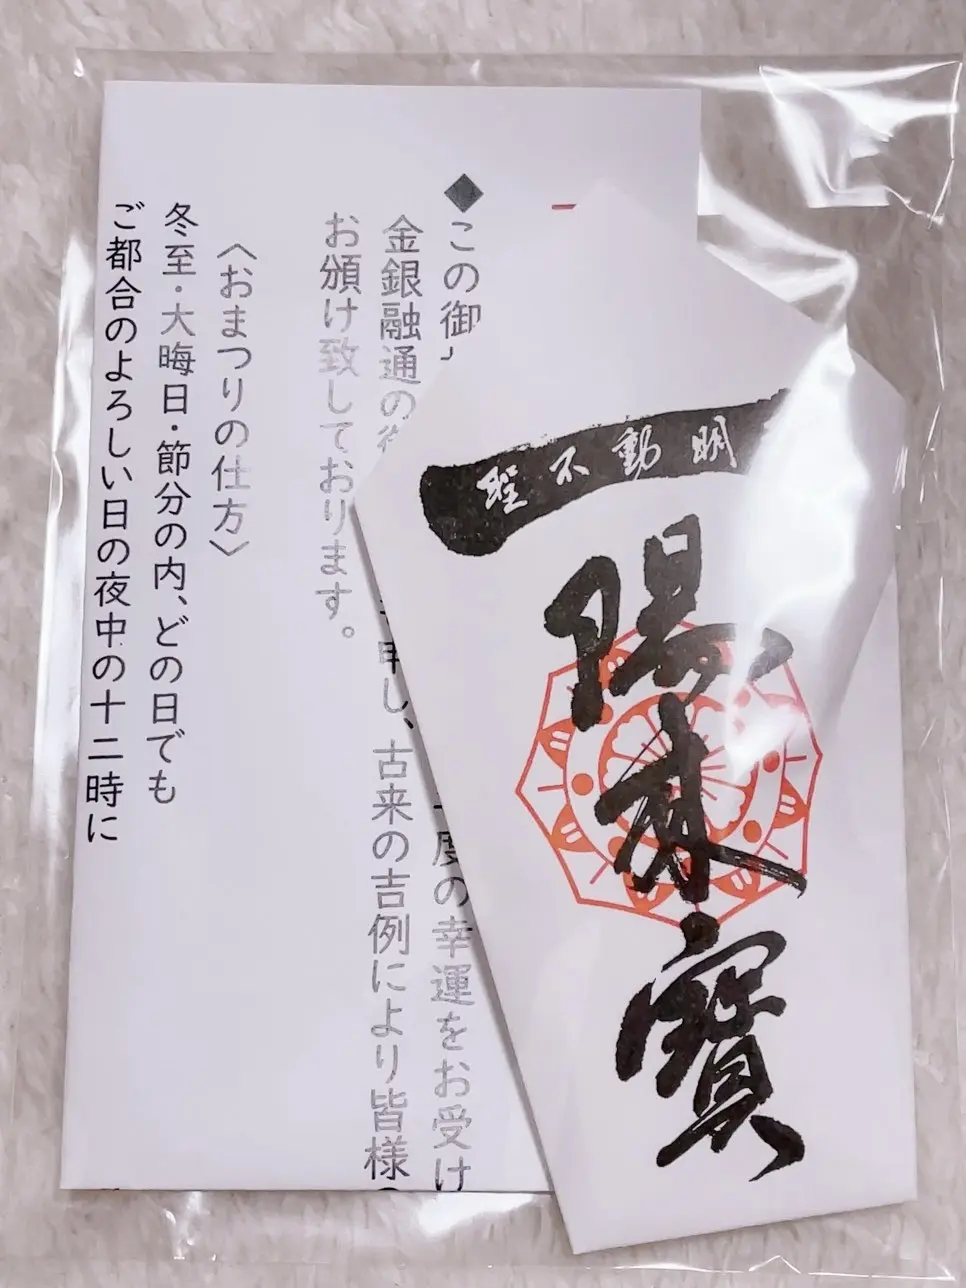 聖不動明
一陽来寶
◆この御 度の幸運をお受け
金銀融通の 申し、古来の吉例により皆様
お頒け致しております。
〈おまつりの仕方〉
冬至・大晦日・節分の内、どの日でも
ご都合のよろしい日の夜中の十二時に